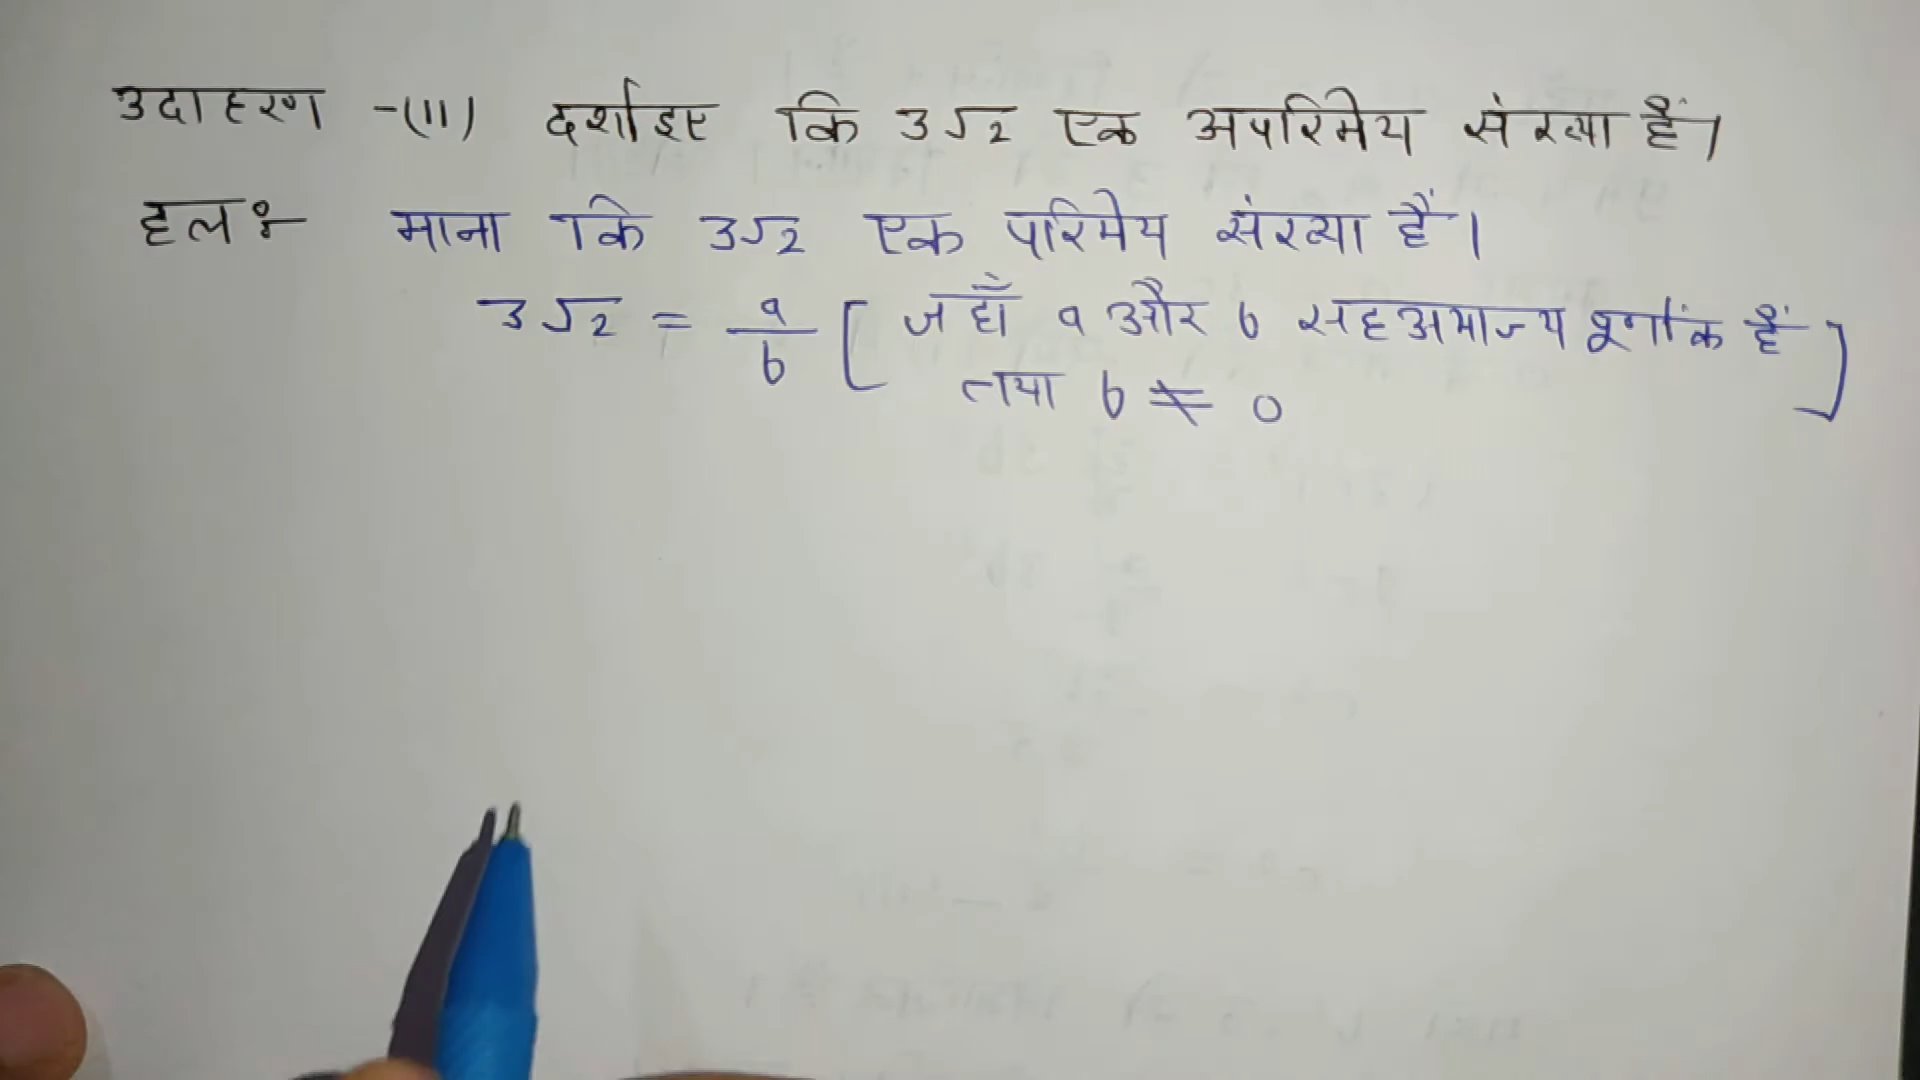 उदाहरण -(11) दर्शाइए कि 3√2 एक अपरिमेय संख्या हैं।
हलः- माना कि 3√2 एक परिमेय संख्या हैं।
3√2 = a/b [ जहाँ a और b सहअभाज्य पूर्णांक हैं
तथा b ≠ 0 ]